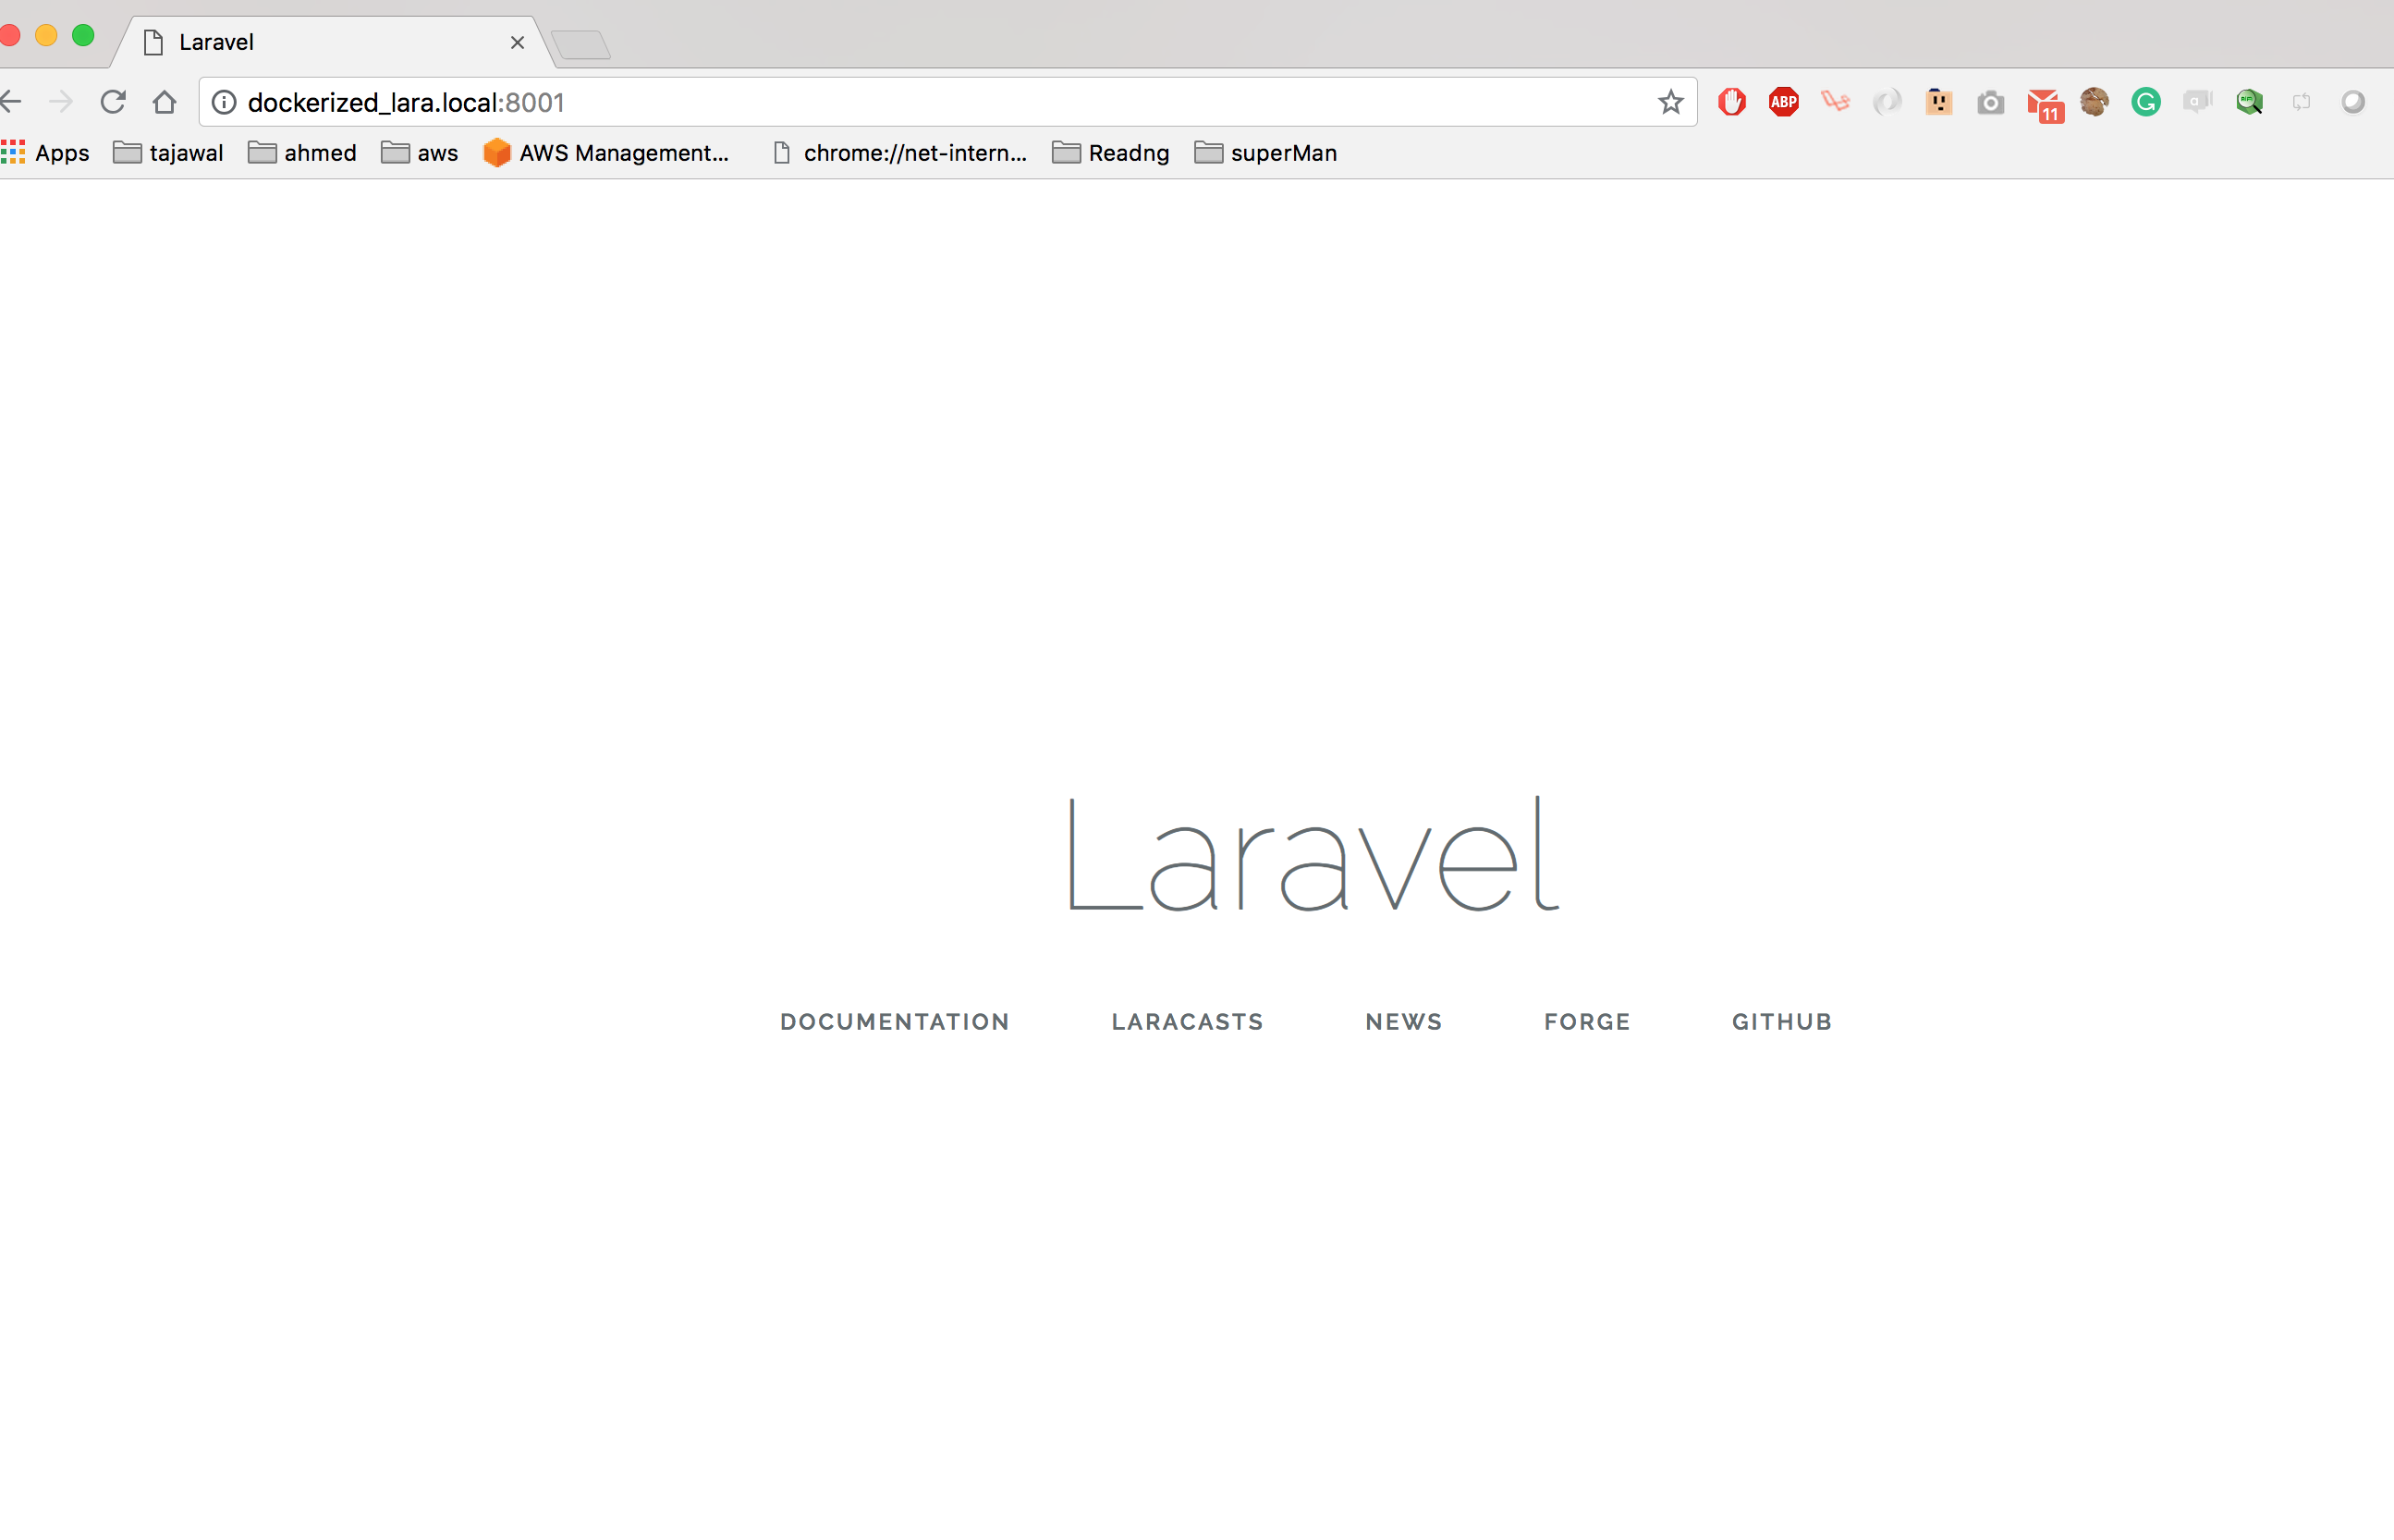 Laravel
dockerized_lara.local:8001
ABP
11
Apps tajawal ahmed aws AWS Management... chrome://net-intern... Readng superMan
Laravel
DOCUMENTATION LARACASTS NEWS FORGE GITHUB